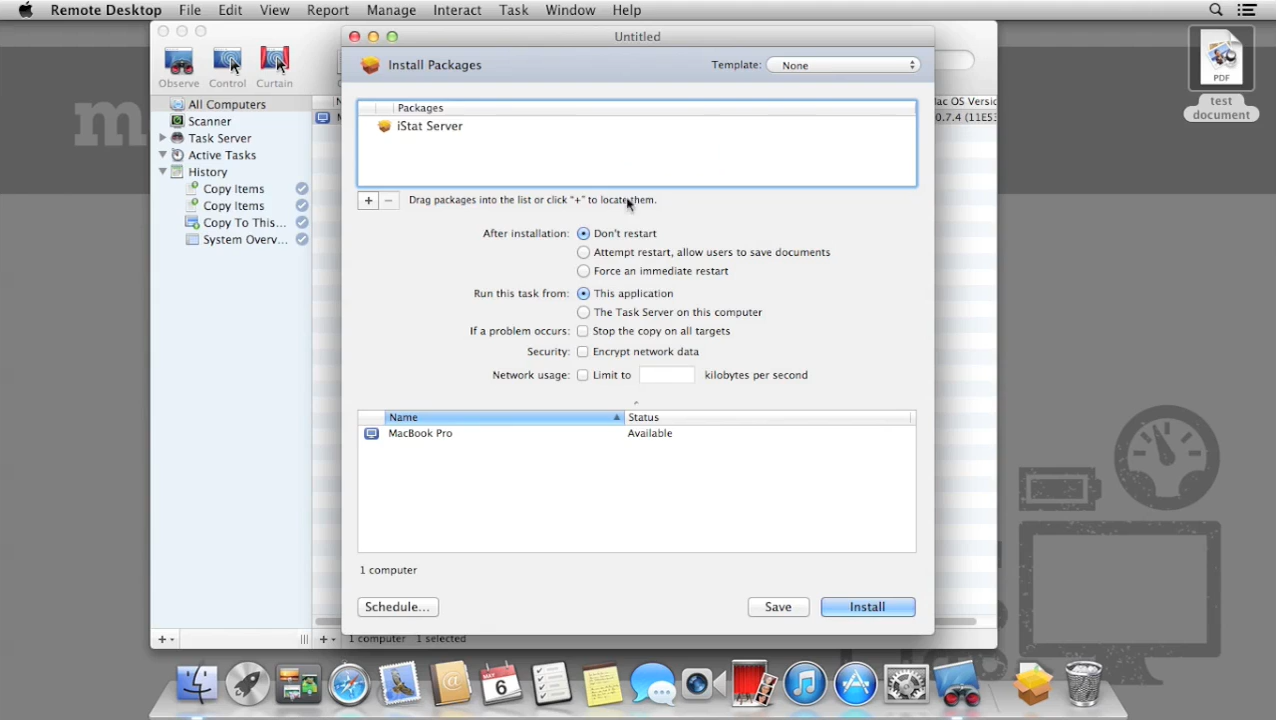 Remote Desktop File Edit View Report Manage Interact Task Window Help
Untitled
Install Packages Template: None
PDF
test
document
Observe Control Curtain
All Computers
Scanner
Task Server
Active Tasks
History
Copy Items
Copy Items
Copy To This...
System Overv...
Packages
iStat Server
+ − Drag packages into the list or click "+" to locate them.
After installation: Don't restart
Attempt restart, allow users to save documents
Force an immediate restart
Run this task from: This application
The Task Server on this computer
If a problem occurs: Stop the copy on all targets
Security: Encrypt network data
Network usage: Limit to kilobytes per second
Name Status
MacBook Pro Available
1 computer
Schedule... Save Install
1 computer 1 selected
MAY
6